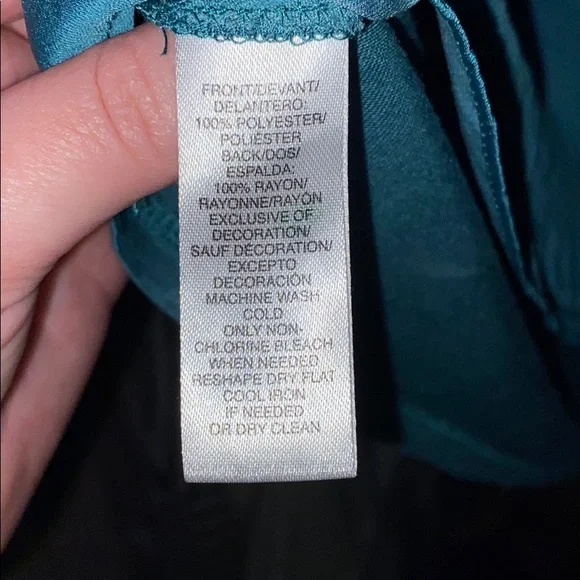 FRONT/DEVANT/
DELANTERO:
100% POLYESTER/
POLIÉSTER
BACK/DOS/
ESPALDA:
100% RAYON/
RAYONNE/RAYÓN
EXCLUSIVE OF
DECORATION/
SAUF DÉCORATION/
EXCEPTO
DECORACIÓN
MACHINE WASH
COLD
ONLY NON-
CHLORINE BLEACH
WHEN NEEDED
RESHAPE DRY FLAT
COOL IRON
IF NEEDED
OR DRY CLEAN